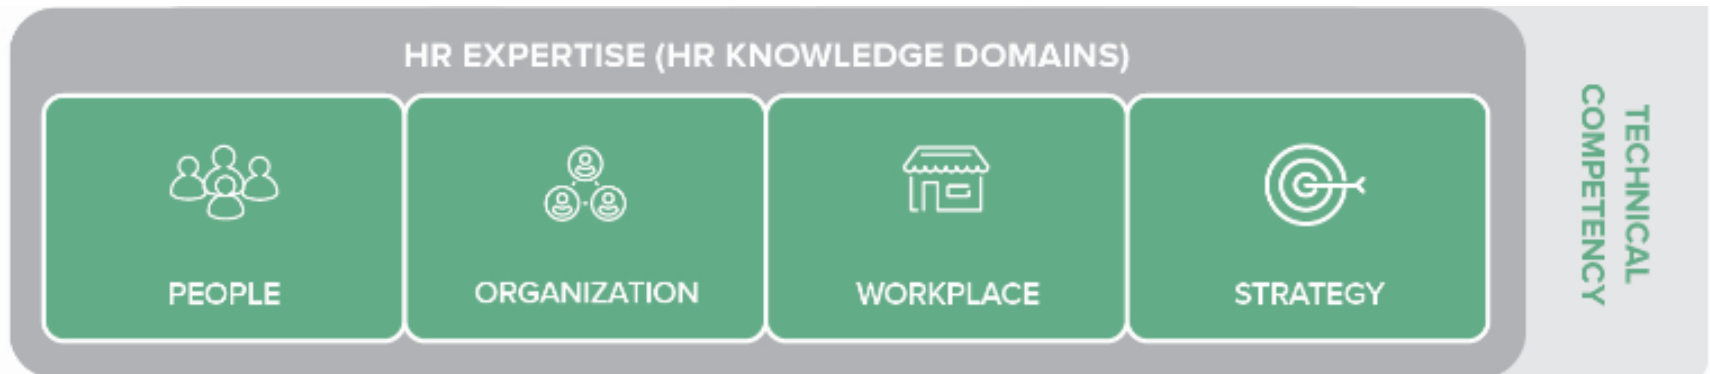 HR EXPERTISE (HR KNOWLEDGE DOMAINS)
PEOPLE
ORGANIZATION
WORKPLACE
STRATEGY
TECHNICAL
COMPETENCY